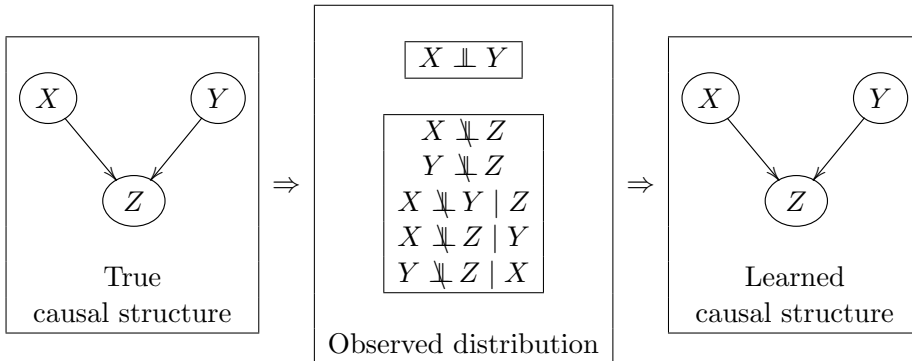 X Y
Z
True
causal structure
⇒
X ⫫ Y
X ⫫̸ Z
Y ⫫̸ Z
X ⫫̸ Y | Z
X ⫫̸ Z | Y
Y ⫫̸ Z | X
Observed distribution
⇒
X Y
Z
Learned
causal structure